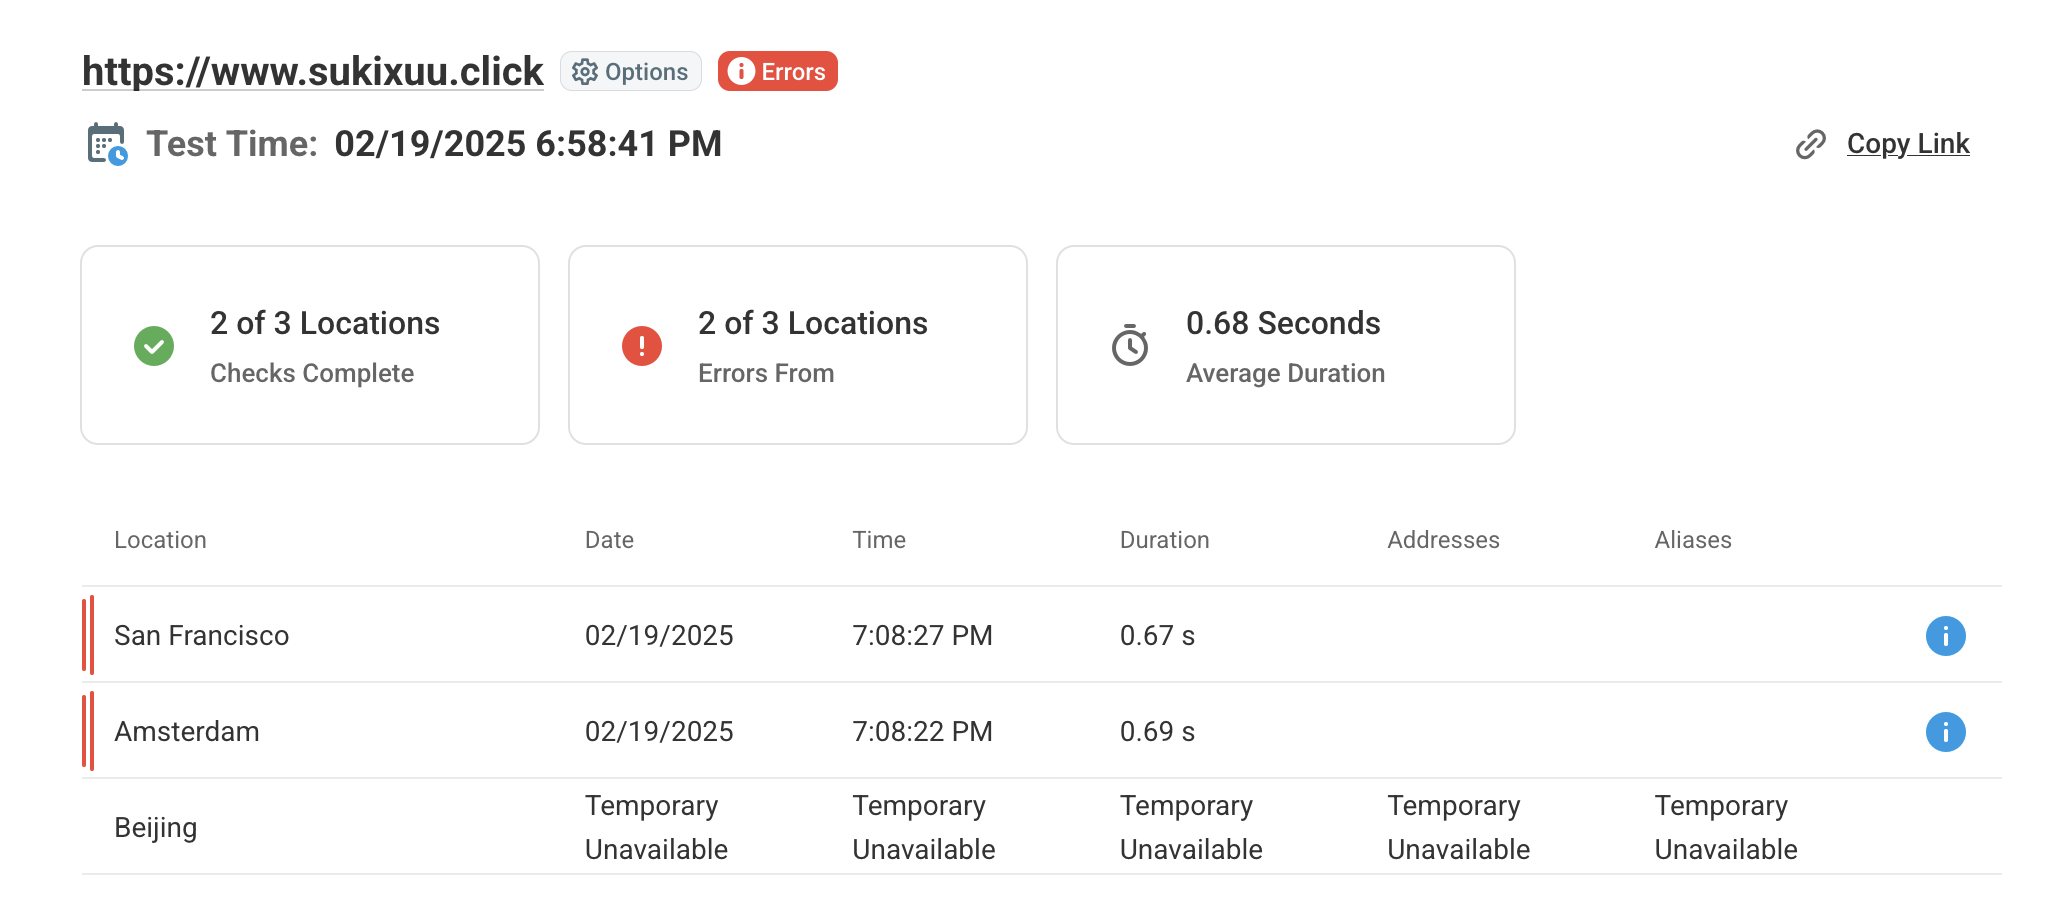 https://www.sukixuu.click Options Errors
Test Time: 02/19/2025 6:58:41 PM
Copy Link
2 of 3 Locations
Checks Complete
2 of 3 Locations
Errors From
0.68 Seconds
Average Duration
Location Date Time Duration Addresses Aliases
San Francisco 02/19/2025 7:08:27 PM 0.67 s
Amsterdam 02/19/2025 7:08:22 PM 0.69 s
Beijing
Temporary Unavailable
Temporary Unavailable
Temporary Unavailable
Temporary Unavailable
Temporary Unavailable